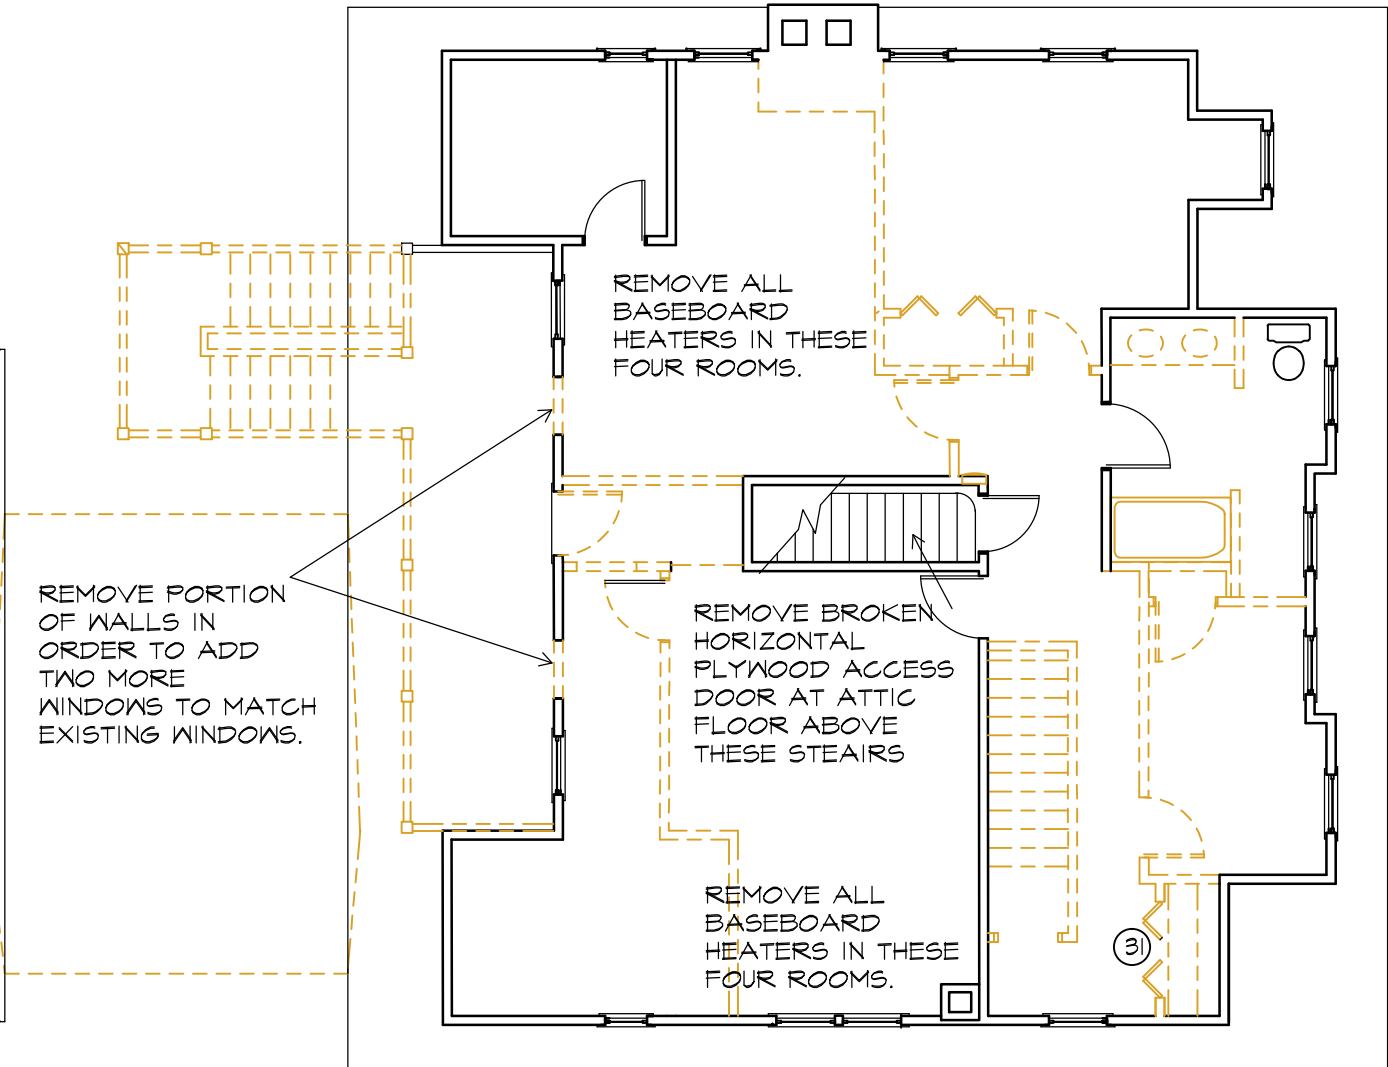 REMOVE ALL
BASEBOARD
HEATERS IN THESE
FOUR ROOMS.
REMOVE PORTION
OF WALLS IN
ORDER TO ADD
TWO MORE
WINDOWS TO MATCH
EXISTING WINDOWS.
REMOVE BROKEN
HORIZONTAL
PLYWOOD ACCESS
DOOR AT ATTIC
FLOOR ABOVE
THESE STEAIRS
REMOVE ALL
BASEBOARD
HEATERS IN THESE
FOUR ROOMS.
31